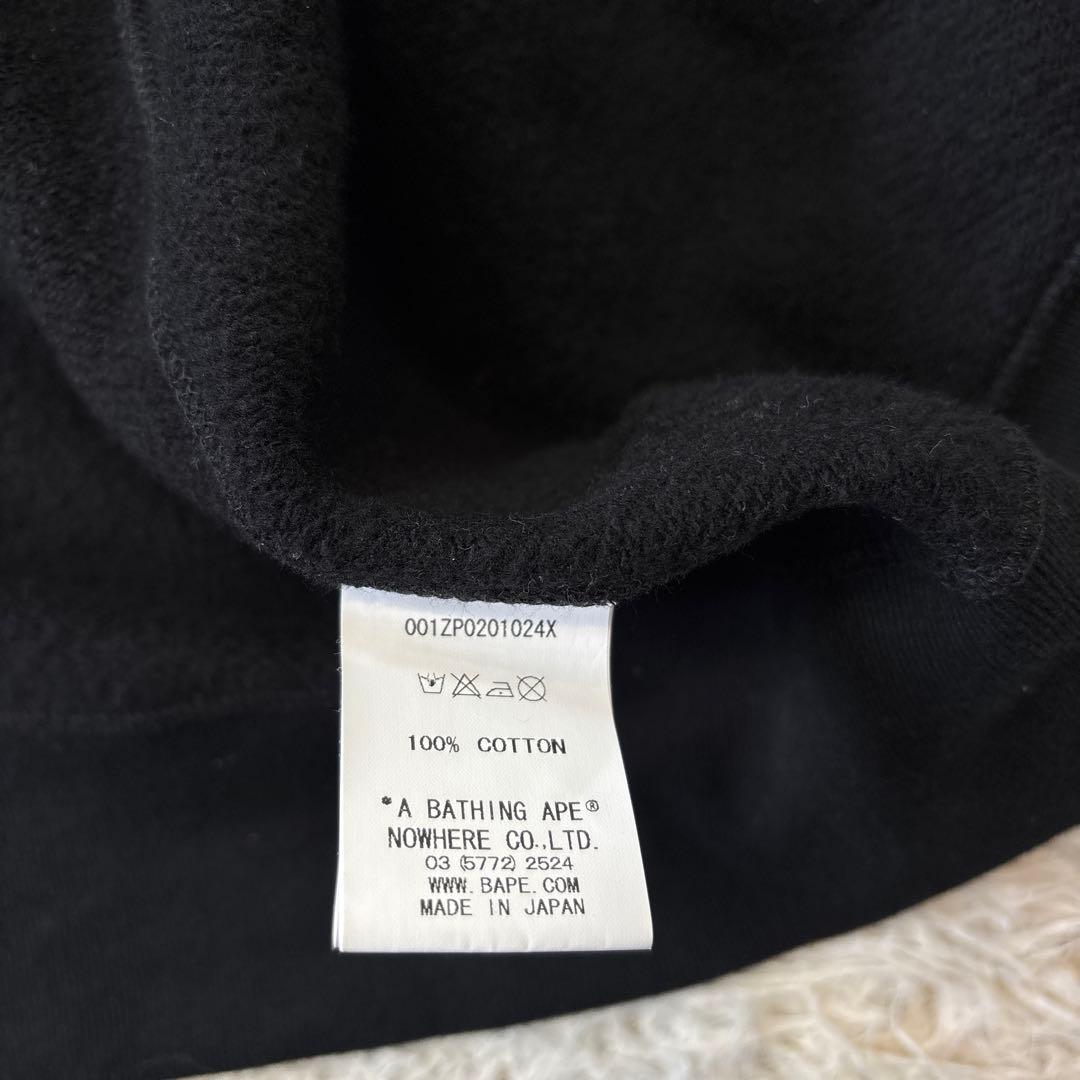 001ZP0201024X
100% COTTON
*A BATHING APE®
NOWHERE CO.,LTD.
03 (5772) 2524
WWW. BAPE. COM
MADE IN JAPAN